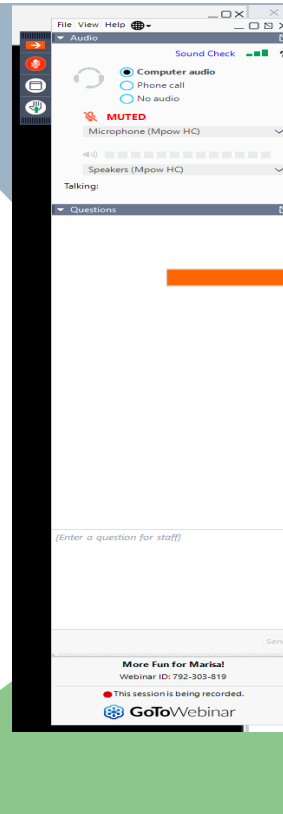 File View Help
Audio
Sound Check
Computer audio
Phone call
No audio
MUTED
Microphone (Mpow HC)
Speakers (Mpow HC)
Talking:
Questions
[Enter a question for staff]
Sen
More Fun for Marisa!
Webinar ID: 792-303-819
This session is being recorded.
GoToWebinar